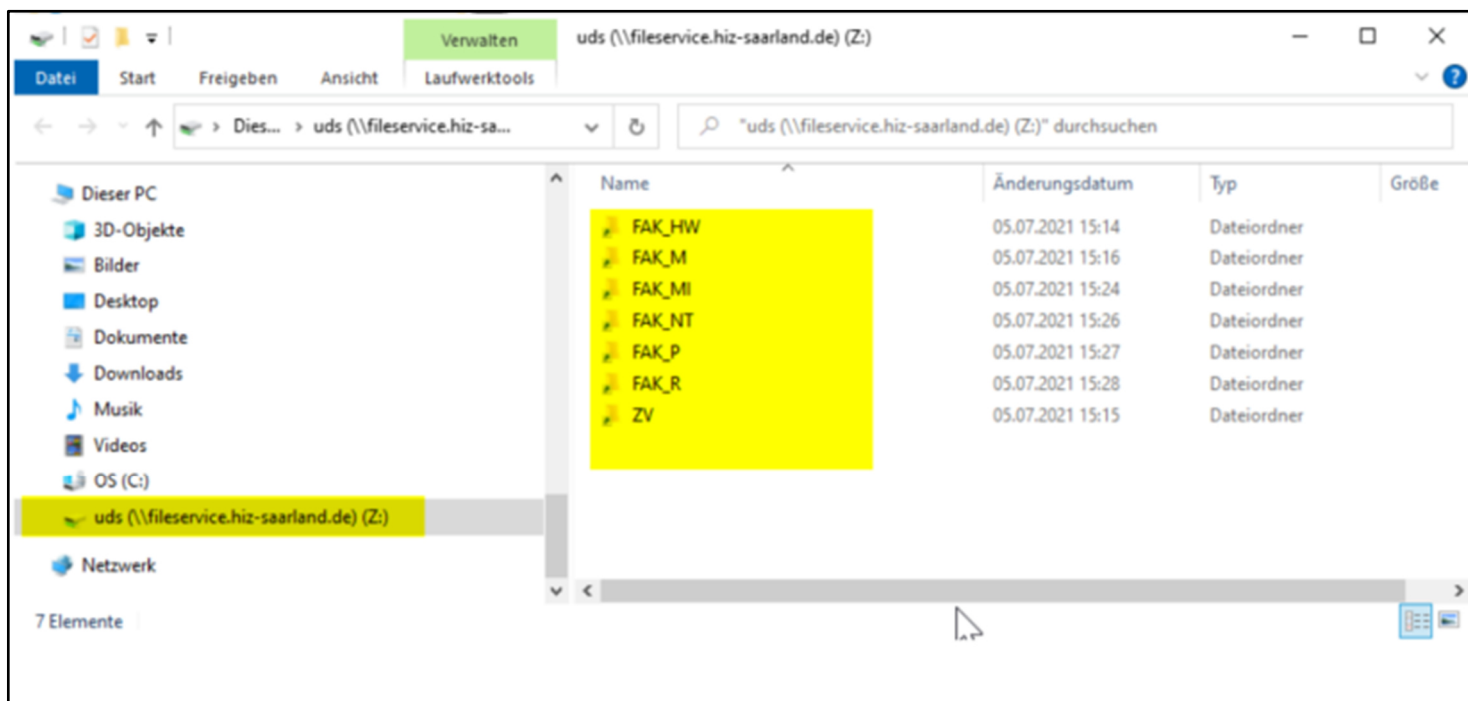 Verwalten uds (\\fileservice.hiz-saarland.de) (Z:)
Datei Start Freigeben Ansicht Laufwerktools
Dies... uds (\\fileservice.hiz-sa... "uds (\\fileservice.hiz-saarland.de) (Z:)" durchsuchen
Dieser PC
3D-Objekte
Bilder
Desktop
Dokumente
Downloads
Musik
Videos
OS (C:)
uds (\\fileservice.hiz-saarland.de) (Z:)
Netzwerk
Name Änderungsdatum Typ Größe
FAK_HW 05.07.2021 15:14 Dateiordner
FAK_M 05.07.2021 15:16 Dateiordner
FAK_MI 05.07.2021 15:24 Dateiordner
FAK_NT 05.07.2021 15:26 Dateiordner
FAK_P 05.07.2021 15:27 Dateiordner
FAK_R 05.07.2021 15:28 Dateiordner
ZV 05.07.2021 15:15 Dateiordner
7 Elemente